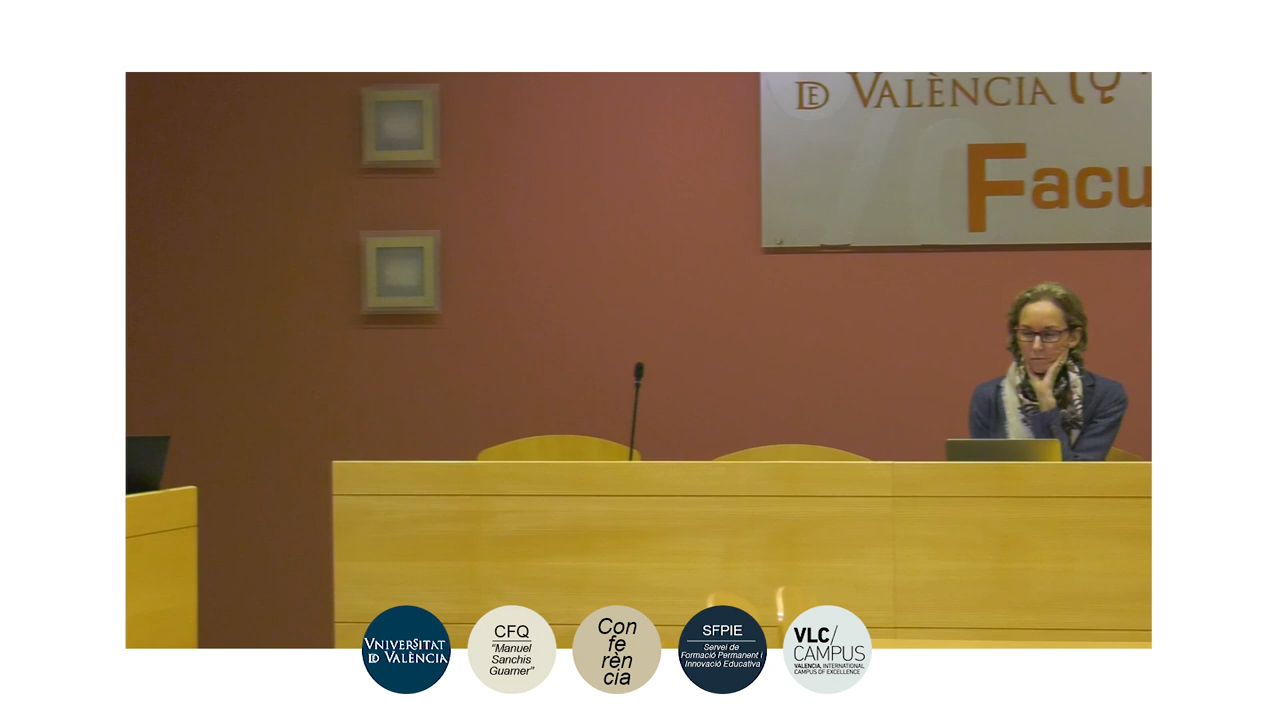 DE VALÈNCIA
Facu
VNIVERSITAT
DE VALÈNCIA
CFQ
"Manuel
Sanchis
Guarner"
Con
fe
rèn
cia
SFPIE
Servei de
Formació Permanent i
Innovació Educativa
VLC/
CAMPUS
VALENCIA, INTERNATIONAL
CAMPUS OF EXCELLENCE